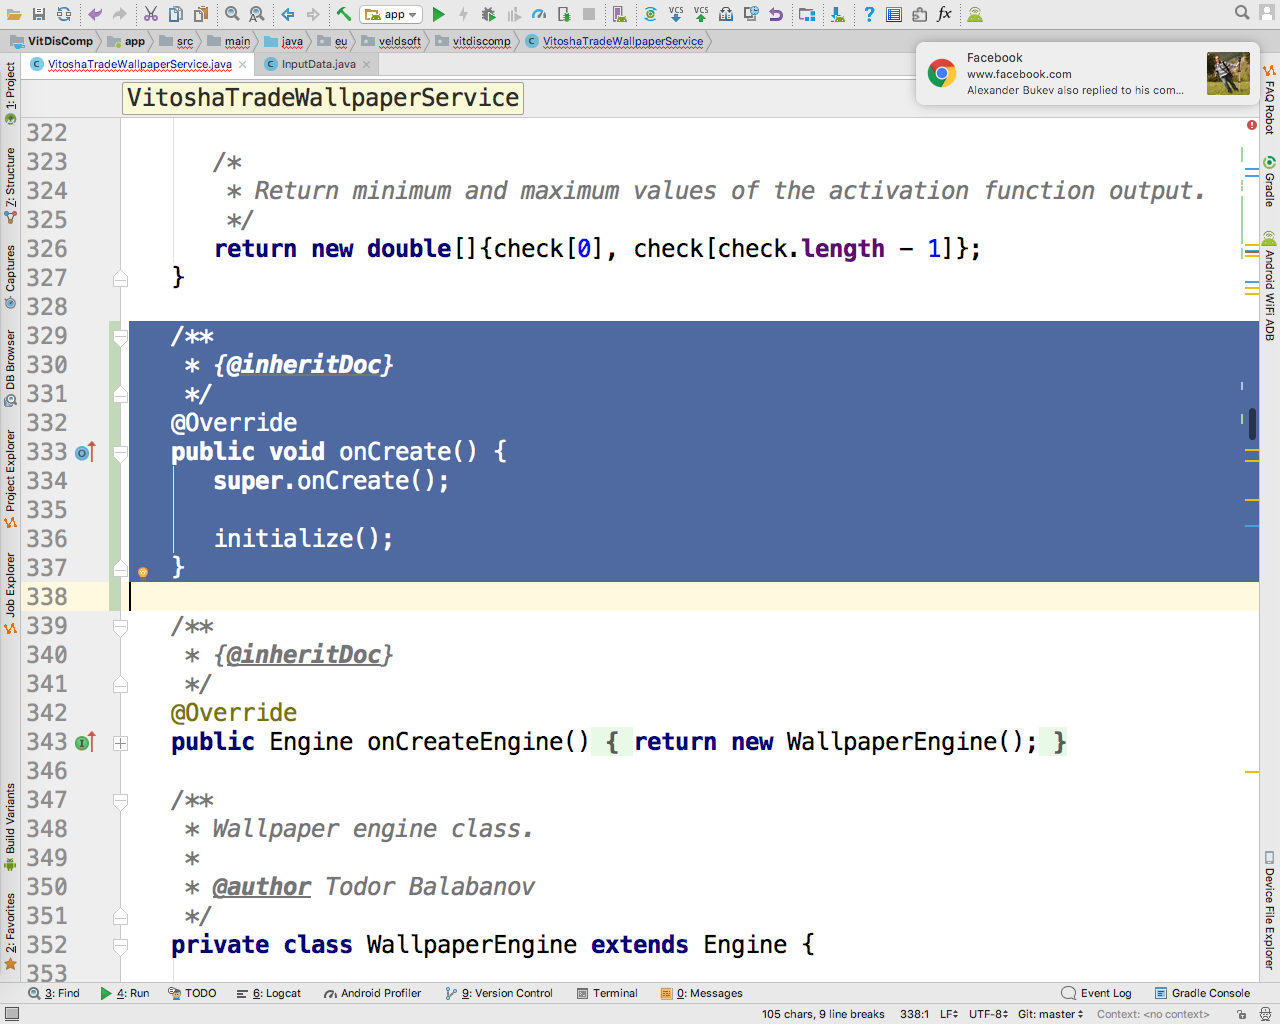 app
VitDisComp app src main java eu veldsoft vitdiscomp VitoshaTradeWallpaperService
VitoshaTradeWallpaperService.java InputData.java
Facebook
www.facebook.com
Alexander Bukev also replied to his com...
VitoshaTradeWallpaperService
322
323 /*
324 * Return minimum and maximum values of the activation function output.
325 */
326 return new double[]{check[0], check[check.length - 1]};
327 }
328
329 /**
330 * {@inheritDoc}
331 */
332 @Override
333 public void onCreate() {
334 super.onCreate();
335
336 initialize();
337 }
338
339 /**
340 * {@inheritDoc}
341 */
342 @Override
343 public Engine onCreateEngine() { return new WallpaperEngine(); }
346
347 /**
348 * Wallpaper engine class.
349 *
350 * @author Todor Balabanov
351 */
352 private class WallpaperEngine extends Engine {
353
1: Project
7: Structure
Captures
DB Browser
Project Explorer
Job Explorer
Build Variants
2: Favorites
FAQ Robot
Gradle
Android WiFi ADB
Device File Explorer
3: Find 4: Run TODO 6: Logcat Android Profiler 9: Version Control Terminal 0: Messages Event Log Gradle Console
105 chars, 9 line breaks 338:1 LF UTF-8 Git: master Context: <no context>